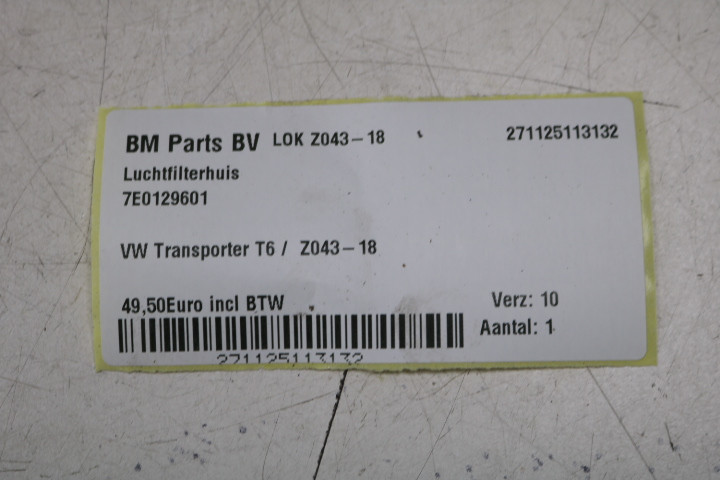 BM Parts BV LOK Z043-18 271125113132
Luchtfilterhuis
7E0129601
VW Transporter T6 / Z043-18
49,50Euro incl BTW Verz: 10
Aantal: 1
271125113132